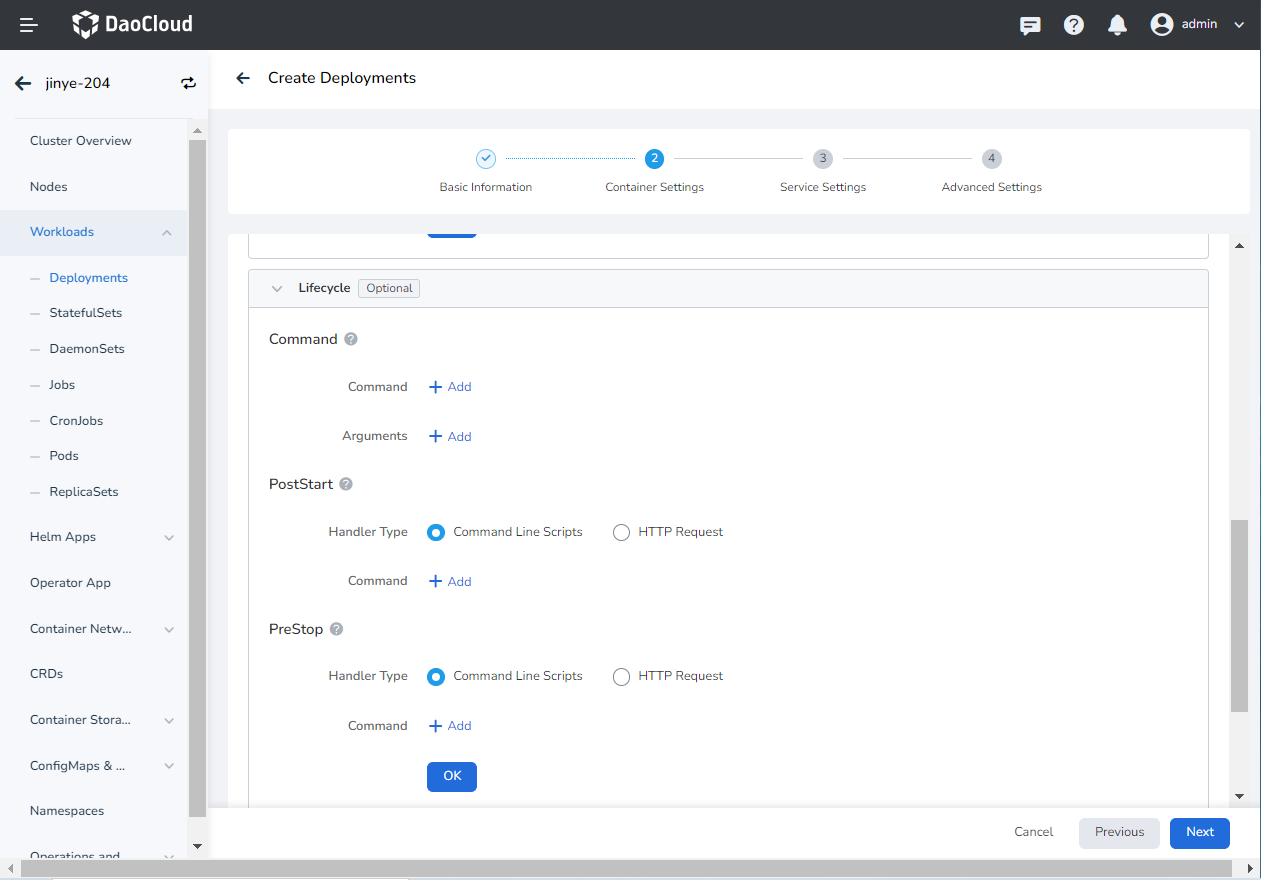 DaoCloud
admin
jinye-204
Create Deployments
Cluster Overview
Nodes
Workloads
Deployments
StatefulSets
DaemonSets
Jobs
CronJobs
Pods
ReplicaSets
Helm Apps
Operator App
Container Netw...
CRDs
Container Stora...
ConfigMaps & ...
Namespaces
Operations and
2
3
4
Basic Information
Container Settings
Service Settings
Advanced Settings
Lifecycle Optional
Command ?
Command + Add
Arguments + Add
PostStart ?
Handler Type Command Line Scripts HTTP Request
Command + Add
PreStop ?
Handler Type Command Line Scripts HTTP Request
Command + Add
OK
Cancel Previous Next